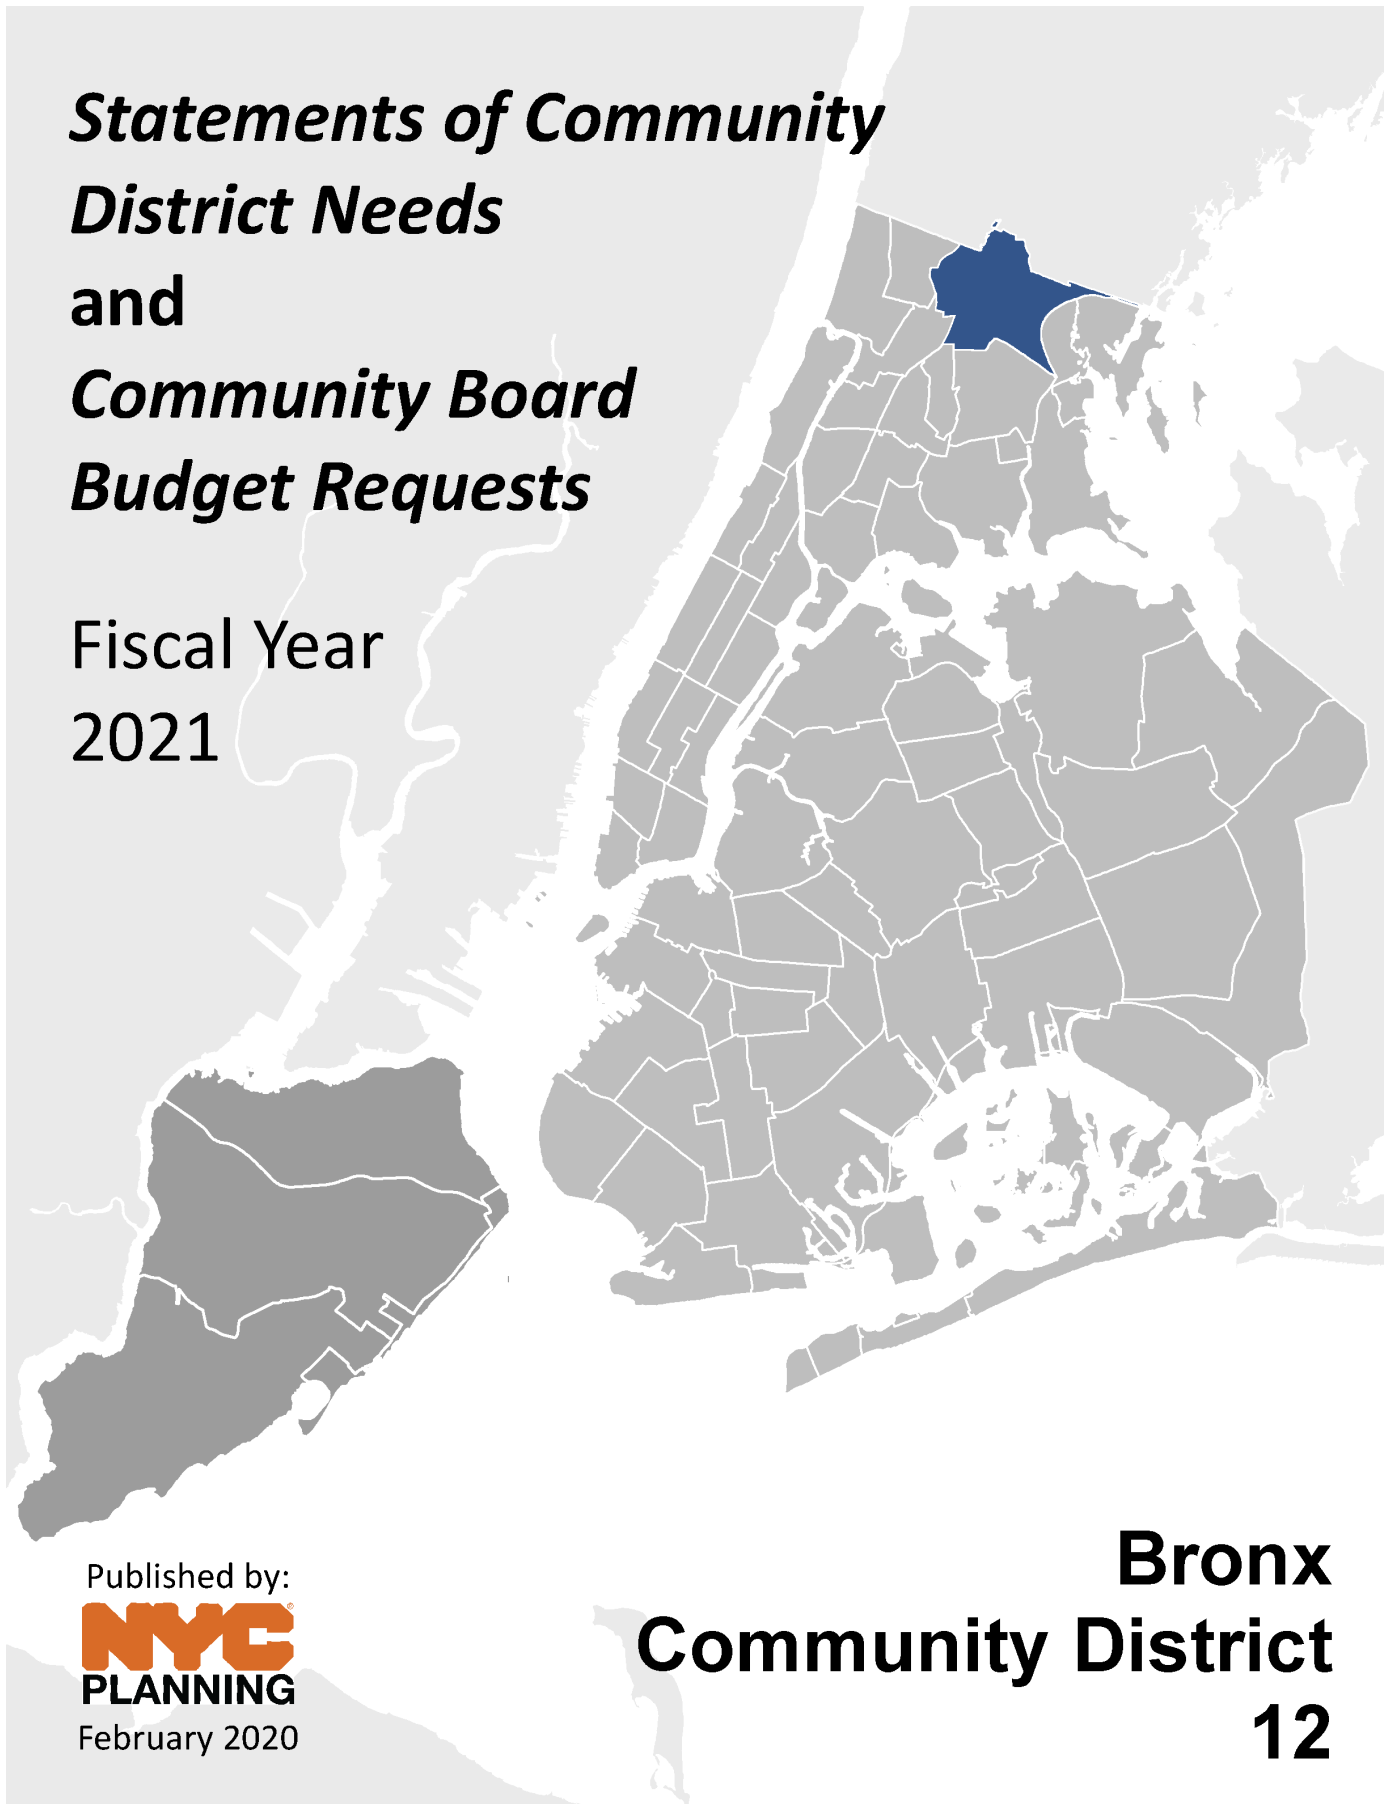 Statements of Community
District Needs
and
Community Board
Budget Requests
Fiscal Year
2021
Published by:
NYC®
PLANNING
February 2020
Bronx
Community District
12